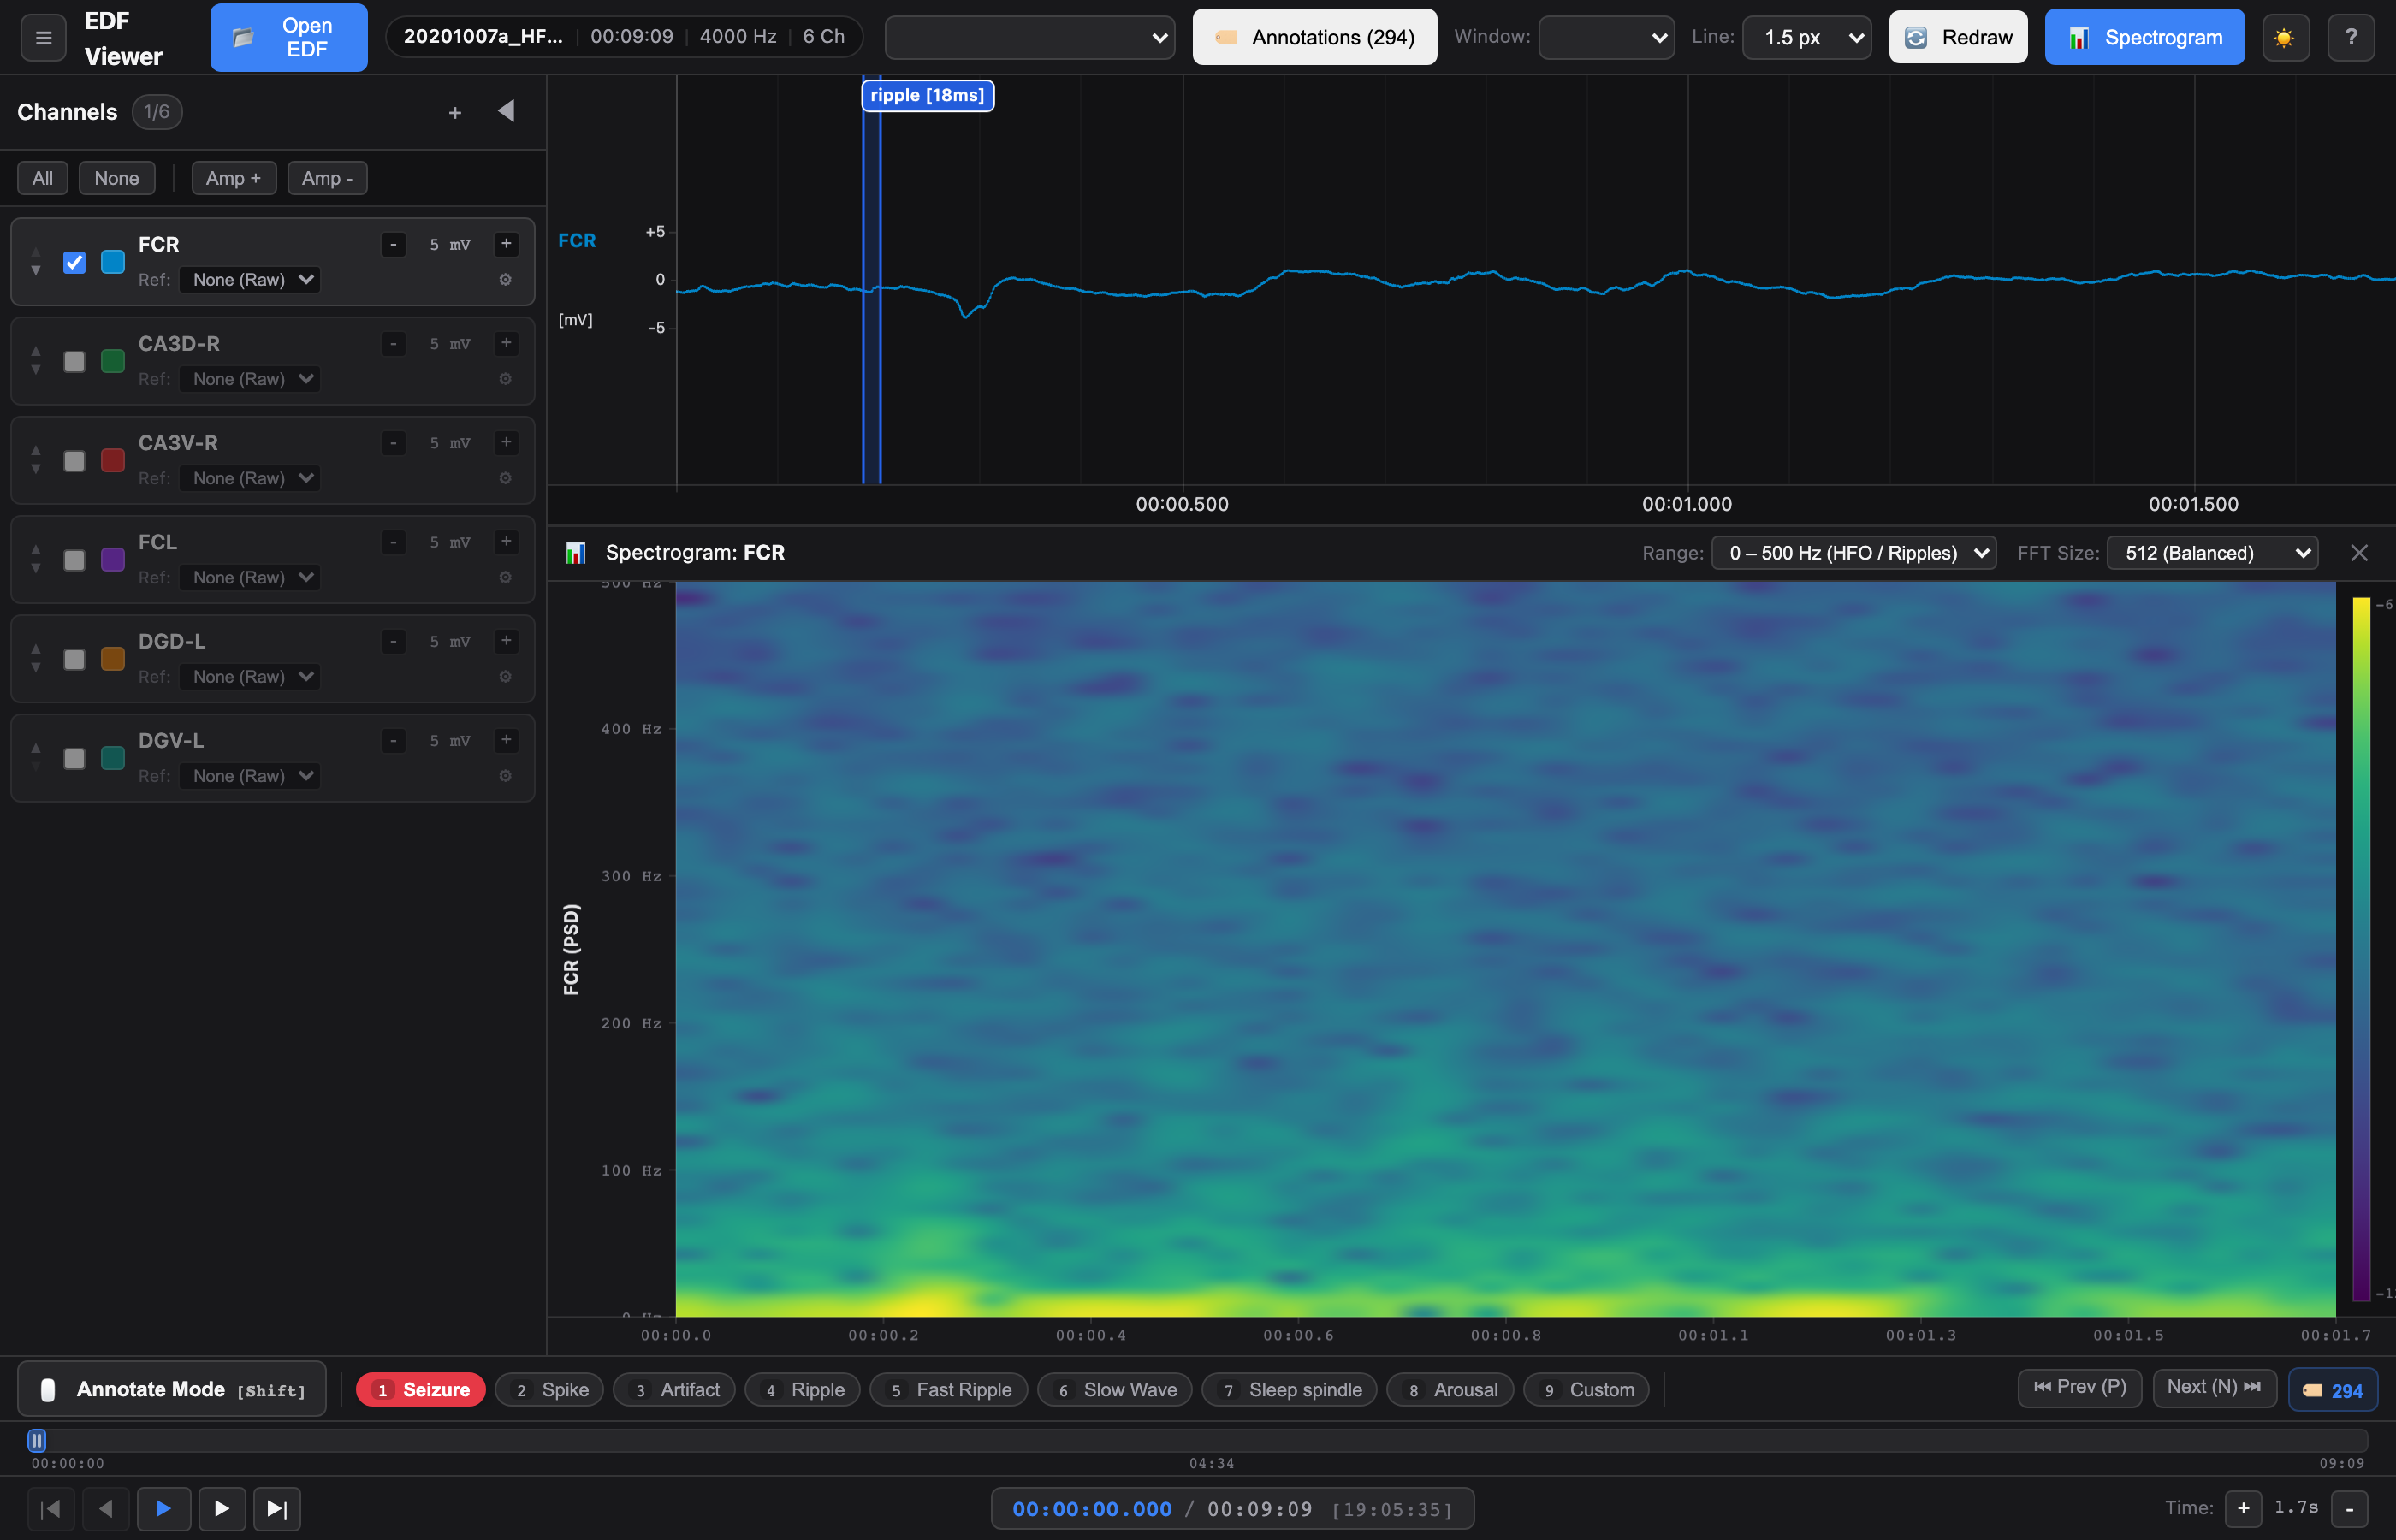 EDF Viewer
Open EDF
20201007a_HF... 00:09:09 4000 Hz 6 Ch
Annotations (294)
Window:
Line: 1.5 px
Redraw
Spectrogram
?
Channels 1/6 +
All None Amp + Amp -
FCR - 5 mV +
Ref: None (Raw)
CA3D-R - 5 mV +
Ref: None (Raw)
CA3V-R - 5 mV +
Ref: None (Raw)
FCL - 5 mV +
Ref: None (Raw)
DGD-L - 5 mV +
Ref: None (Raw)
DGV-L - 5 mV +
Ref: None (Raw)
ripple [18ms]
+5
FCR
0
[mV]
-5
00:00.500 00:01.000 00:01.500
Spectrogram: FCR Range: 0 – 500 Hz (HFO / Ripples) FFT Size: 512 (Balanced)
500 Hz
400 Hz
300 Hz
200 Hz
100 Hz
0 Hz
FCR (PSD)
-6
-1
00:00.0 00:00.2 00:00.4 00:00.6 00:00.8 00:01.1 00:01.3 00:01.5 00:01.7
Annotate Mode [Shift] 1 Seizure 2 Spike 3 Artifact 4 Ripple 5 Fast Ripple 6 Slow Wave 7 Sleep spindle 8 Arousal 9 Custom Prev (P) Next (N) 294
00:00:00 04:34 09:09
00:00:00.000 / 00:09:09 [19:05:35] Time: + 1.7s -